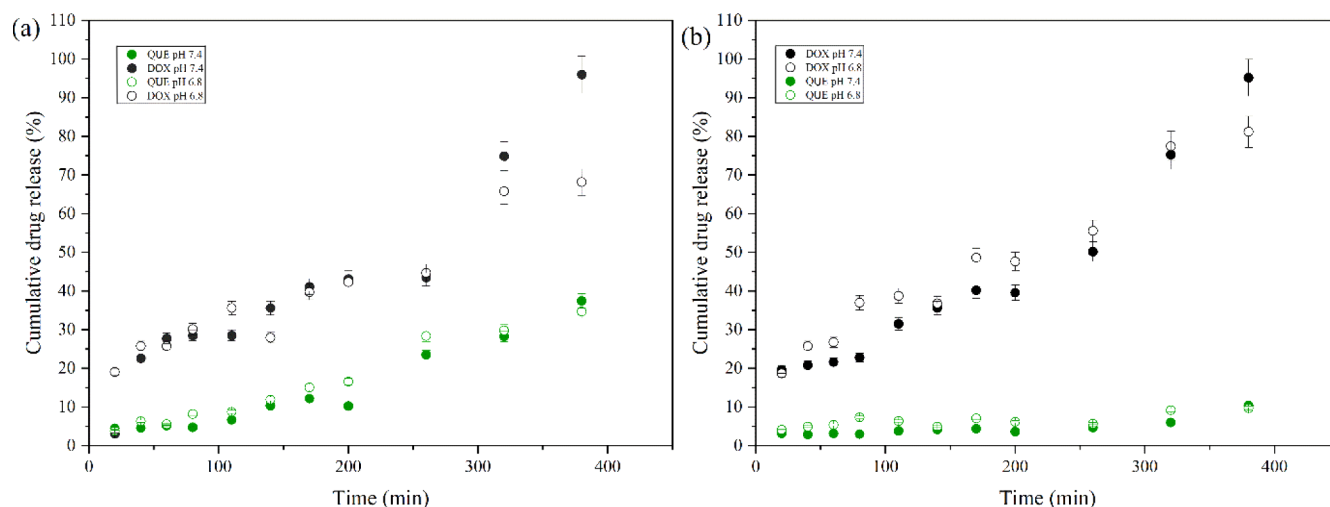 (a)
110
100
90
80
70
60
50
40
30
20
10
0
Cumulative drug release (%)
QUE pH 7.4
DOX pH 7.4
QUE pH 6.8
DOX pH 6.8
0 100 200 300 400
Time (min)
(b)
110
100
90
80
70
60
50
40
30
20
10
0
Cumulative drug release (%)
DOX pH 7.4
DOX pH 6.8
QUE pH 7.4
QUE pH 6.8
0 100 200 300 400
Time (min)